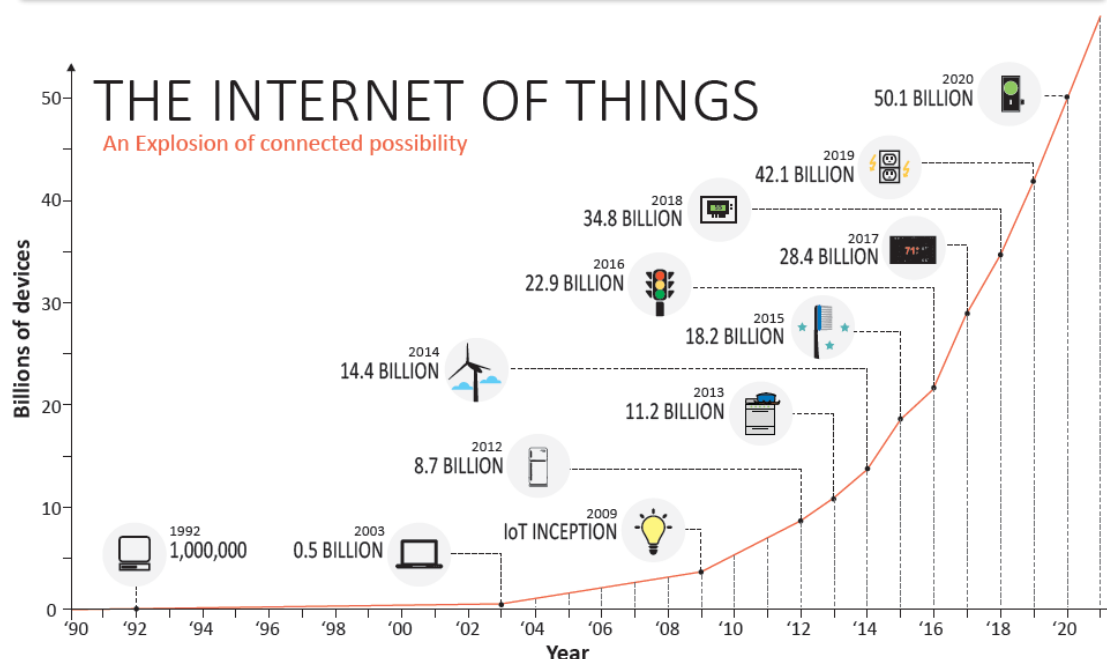 THE INTERNET OF THINGS
An Explosion of connected possibility
2020
50.1 BILLION
2019
42.1 BILLION
2018
34.8 BILLION
2017
28.4 BILLION
2016
22.9 BILLION
2015
18.2 BILLION
2014
14.4 BILLION
2013
11.2 BILLION
2012
8.7 BILLION
2009
IoT INCEPTION
2003
0.5 BILLION
1992
1,000,000
Billions of devices
50
40
30
20
10
0
'90 '92 '94 '96 '98 '00 '02 '04 '06 '08 '10 '12 '14 '16 '18 '20
Year